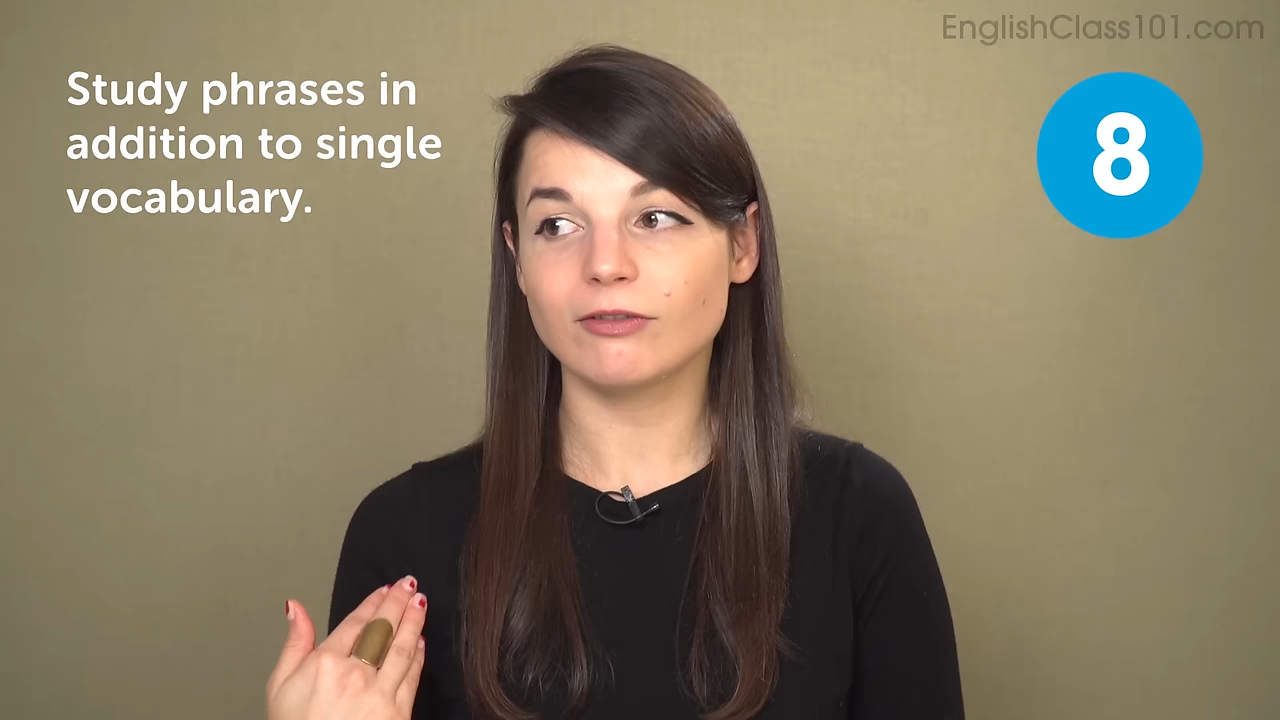 EnglishClass101.com
Study phrases in
addition to single
vocabulary.
8